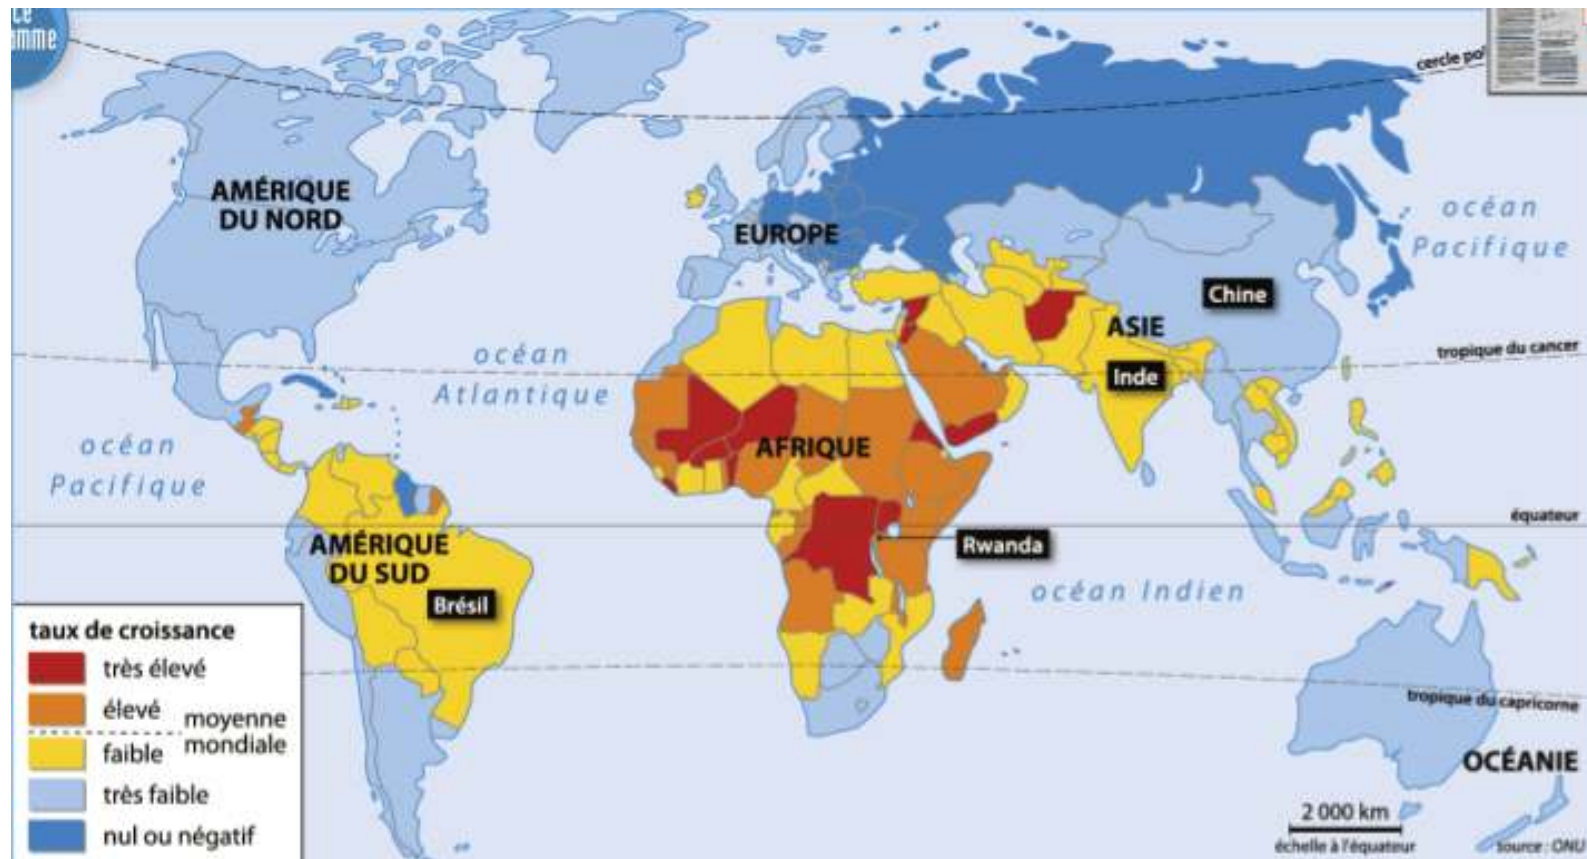 cercle
AMÉRIQUE
DU NORD
EUROPE
océan
Pacifique
Chine
ASIE
océan
Atlantique
tropique du cancer
Inde
océan
Pacifique
AFRIQUE
équateur
AMÉRIQUE
DU SUD
Rwanda
Brésil
océan Indien
taux de croissance
très élevé
élevé
moyenne
mondiale
faible
très faible
nul ou négatif
tropique du capricorne
OCÉANIE
2 000 km
échelle à l'équateur
source : ONU